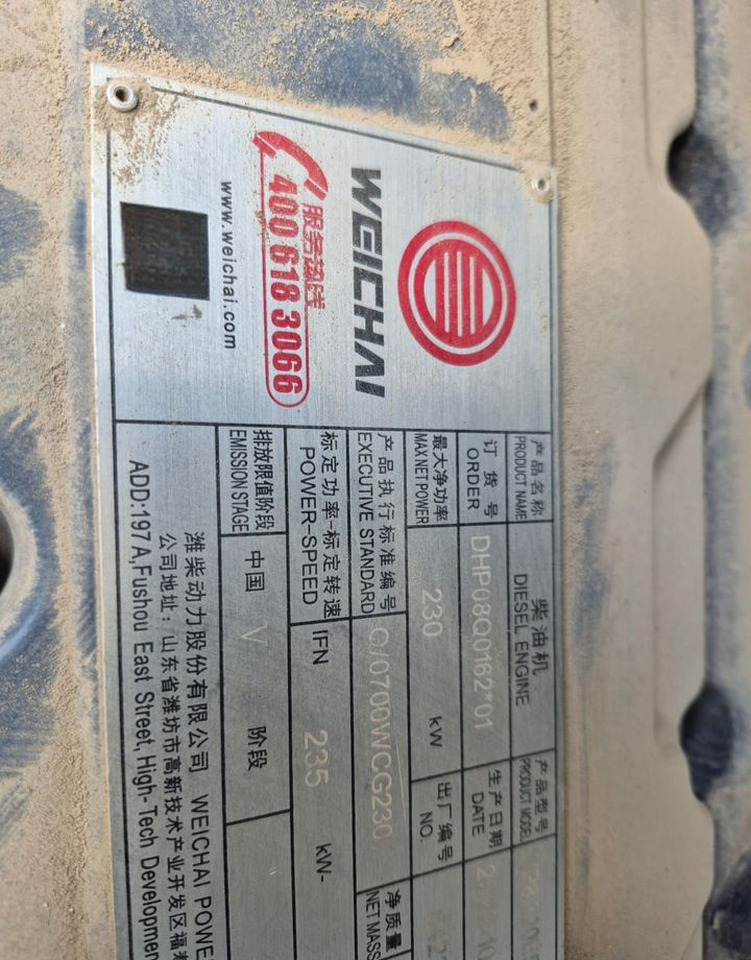 WEICHAI
服务热线
400 618 3066
www.weichai.com
产品名称 柴油机 产品型号
PRODUCT NAME DIESEL ENGINE PRODUCT MODEL
订货号 DHP08Q0162*01 生产日期
ORDER DATE
最大净功率 230 kW 出厂编号
MAX NET POWER NO.
产品执行标准编号 Q/0700WCG230 净质量
EXECUTIVE STANDARD NET MASS
标定功率-标定转速 IFN 235 kW-
POWER-SPEED
排放限值阶段 中国 V 阶段
EMISSION STAGE
潍柴动力股份有限公司 WEICHAI POWE
公司地址：山东省潍坊市高新技术产业开发区福寿
ADD:197A,Fushou East Street,High-Tech Developmen